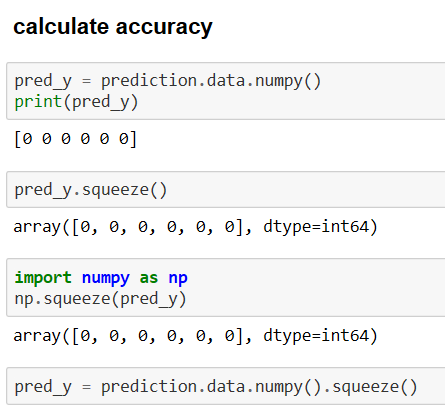 calculate accuracy
pred_y = prediction.data.numpy()
print(pred_y)
[0 0 0 0 0 0]
pred_y.squeeze()
array([0, 0, 0, 0, 0, 0], dtype=int64)
import numpy as np
np.squeeze(pred_y)
array([0, 0, 0, 0, 0, 0], dtype=int64)
pred_y = prediction.data.numpy().squeeze()